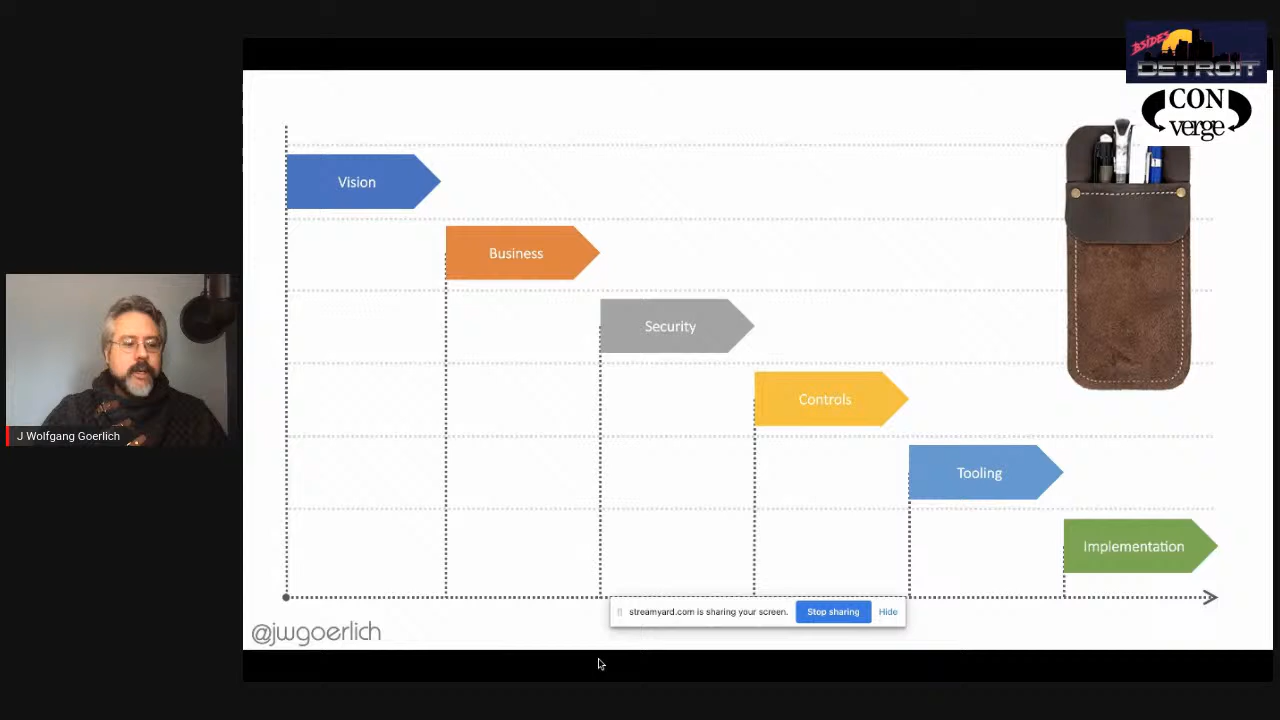 BSIDES
DETROIT
CON
verge
Vision
Business
Security
Controls
Tooling
Implementation
J Wolfgang Goerlich
streamyard.com is sharing your screen.
Stop sharing
Hide
@jwgoerlich